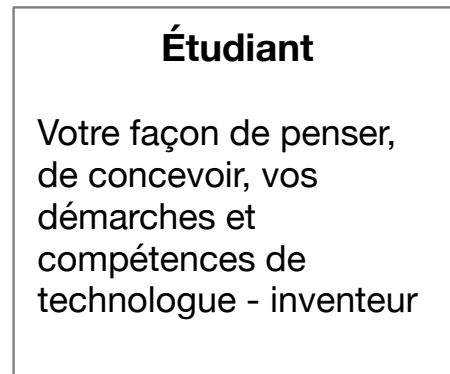 Étudiant
Votre façon de penser,
de concevoir, vos
démarches et
compétences de
technologue - inventeur